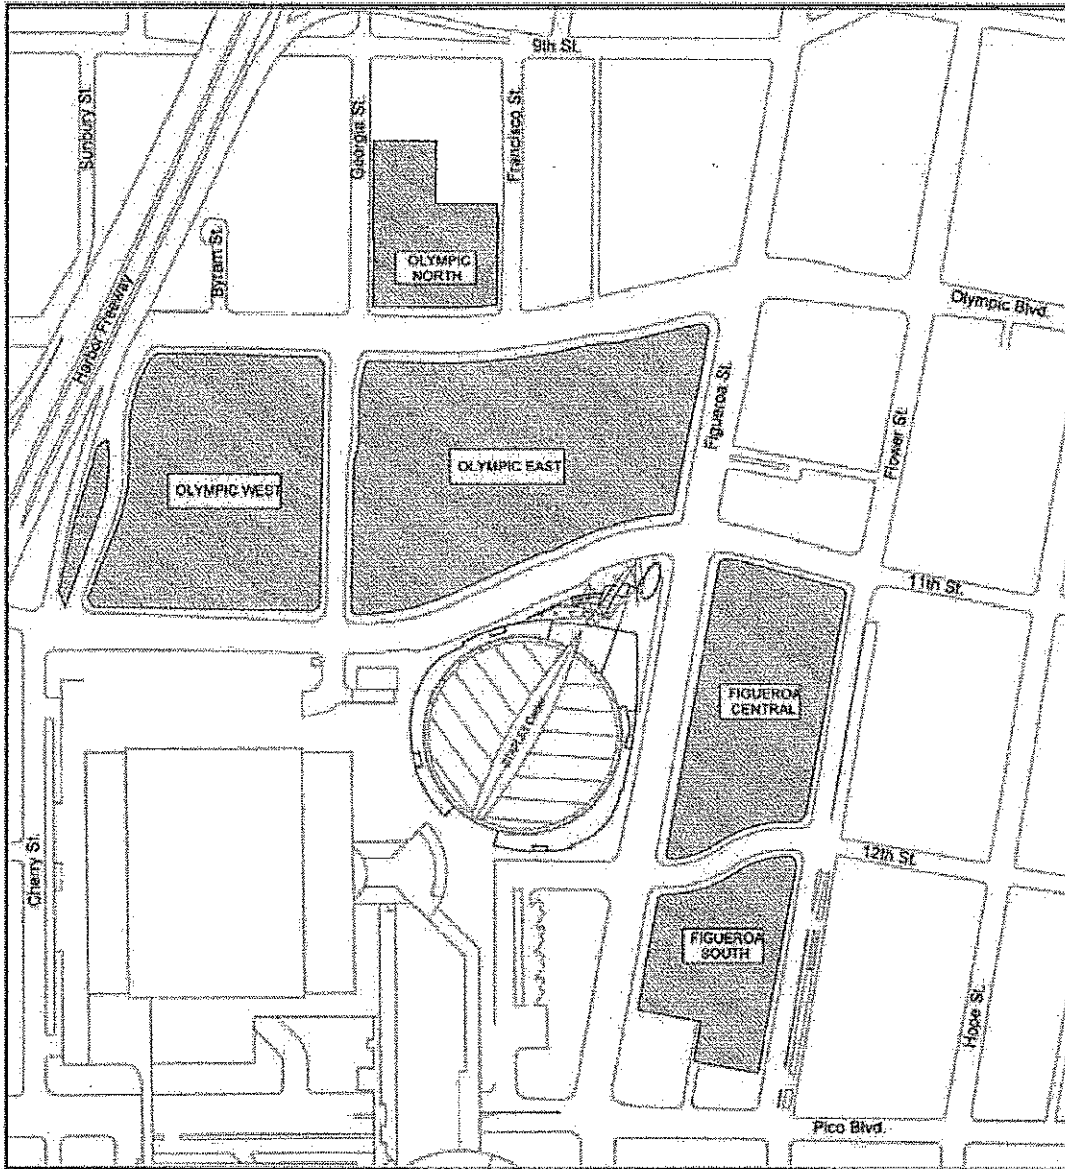 9th St.
Sunbury St.
Georgia St.
Francisco St.
Byram St.
OLYMPIC
NORTH
Harbor Freeway
Olympic Blvd.
Figueroa St.
Flower St.
OLYMPIC EAST
OLYMPIC WEST
11th St.
FIGUEROA
CENTRAL
STAPLES Center
12th St.
Cherry St.
FIGUEROA
SOUTH
Hope St.
Pico Blvd.